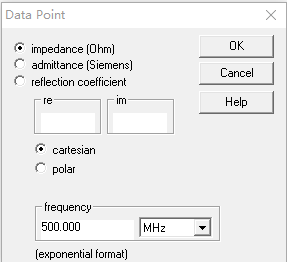 Data Point
impedance (Ohm)
OK
admittance (Siemens)
Cancel
reflection coefficient
re
im
Help
cartesian
polar
frequency
500.000
MHz
(exponential format)